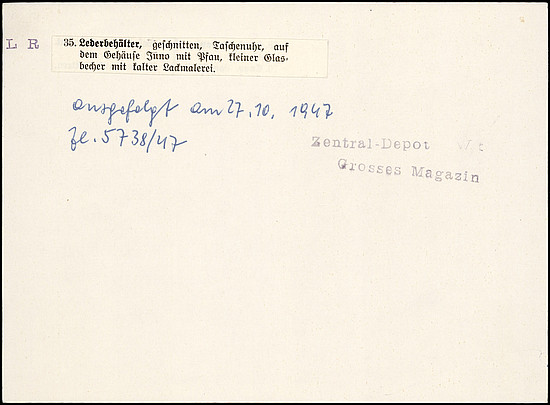 L R
35. Lederbehälter, geschnitten, Taschenuhr, auf
dem Gehäuse Juno mit Pfau, kleiner Glas-
becher mit kalter Lackmalerei.
ausgefolgt am 27.10.1947
Zl. 5738/47
Zentral-Depot
Grosses Magazin